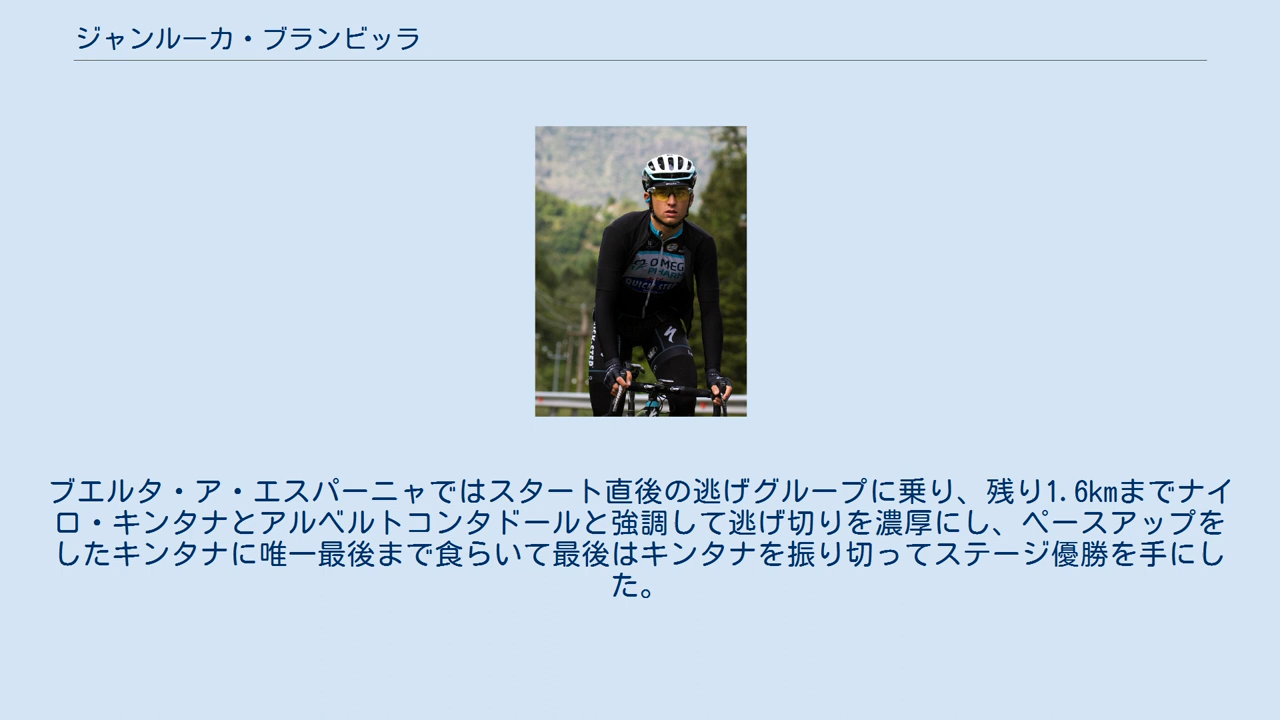 ジャンルーカ・ブランビッラ
OMEG
PHARM
QUICK-STEP
ブエルタ・ア・エスパーニャではスタート直後の逃げグループに乗り、残り1.6kmまでナイ
ロ・キンタナとアルベルトコンタドールと強調して逃げ切りを濃厚にし、ペースアップを
したキンタナに唯一最後まで食らいて最後はキンタナを振り切ってステージ優勝を手にし
た。